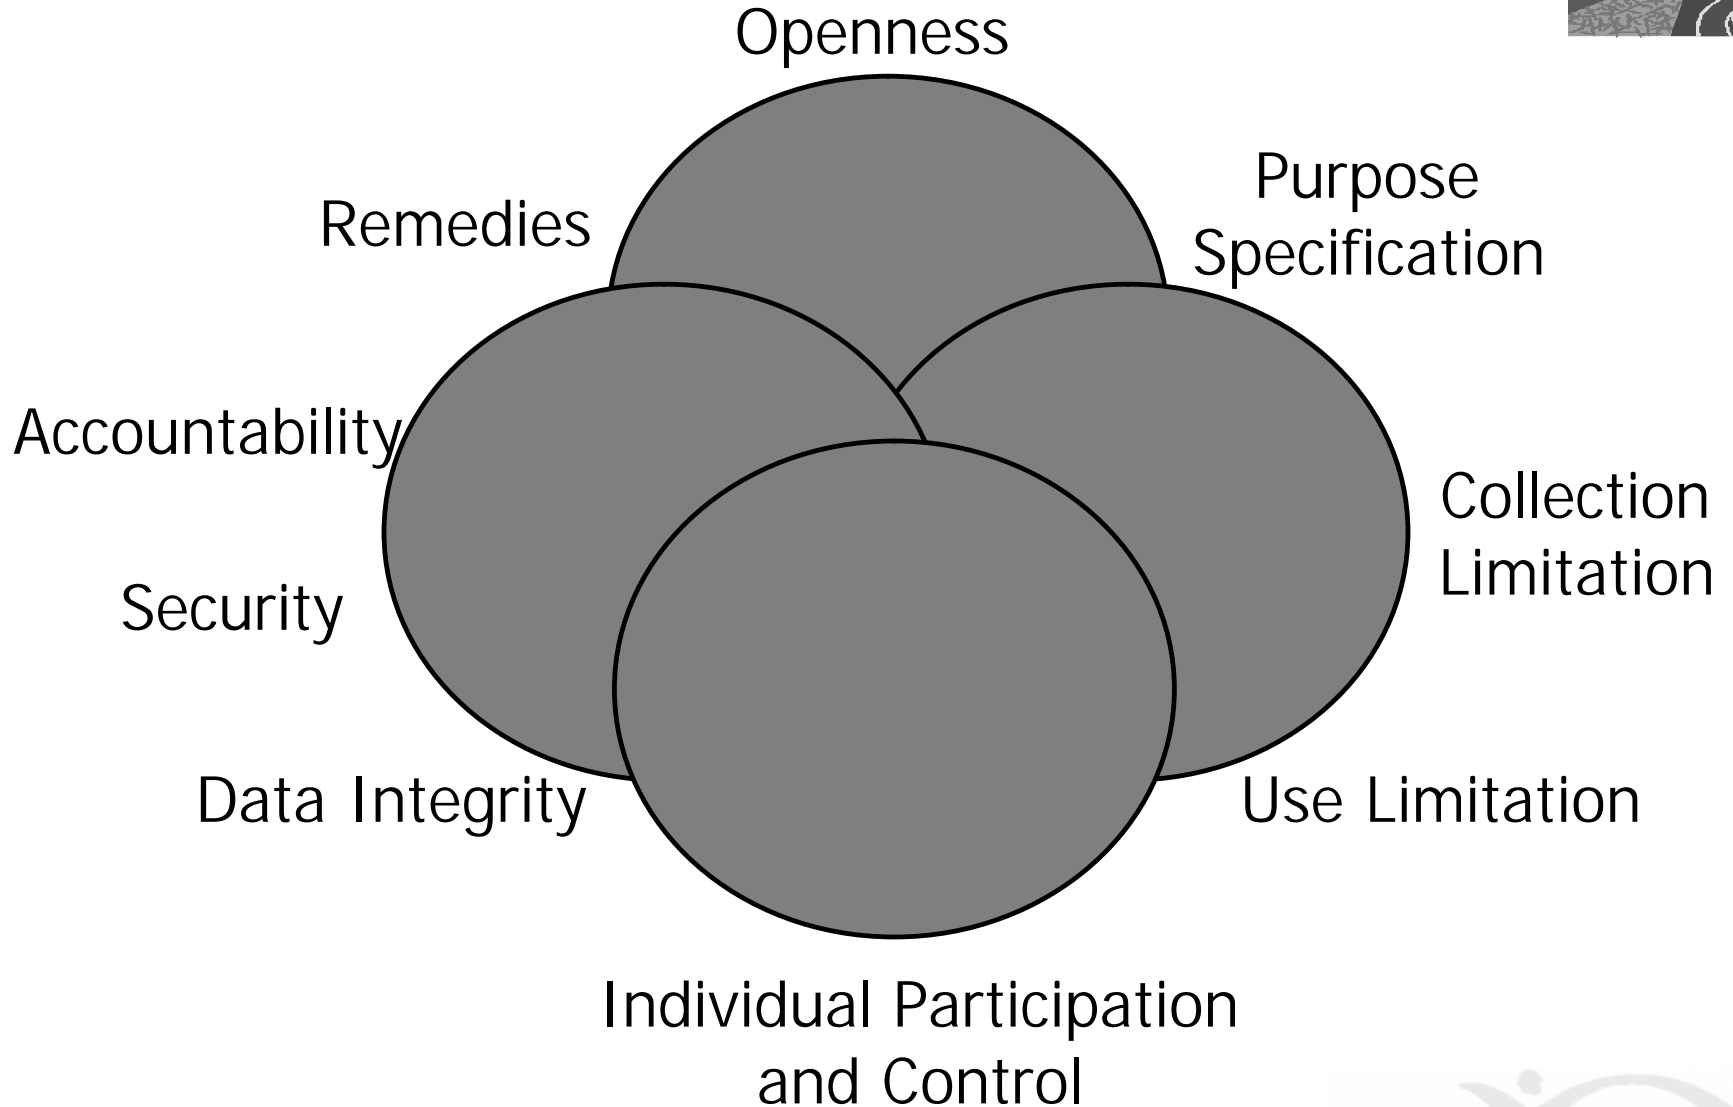 Openness
Purpose
Specification
Remedies
Accountability
Collection
Limitation
Security
Data Integrity
Use Limitation
Individual Participation
and Control